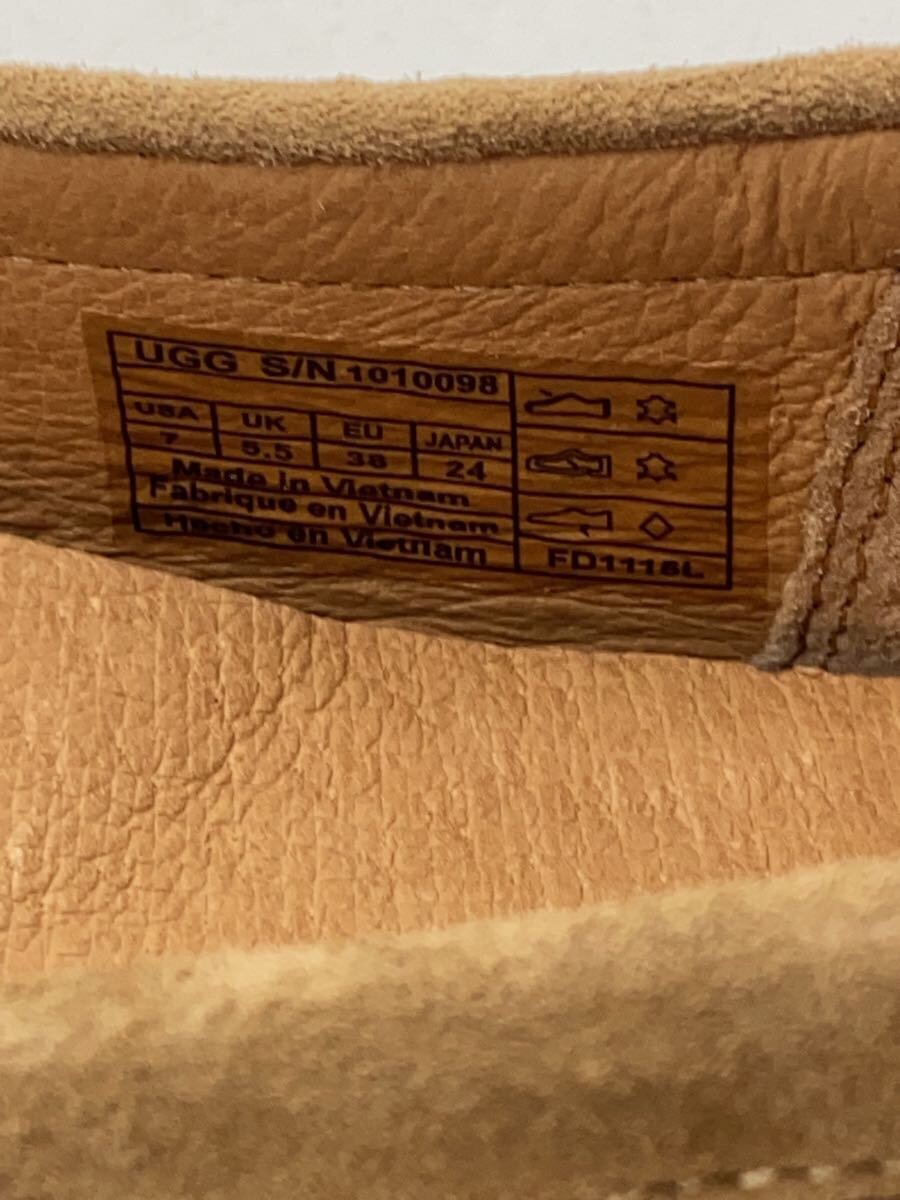 UGG S/N 1010098
USA UK EU JAPAN
7 5.5 38 24
Made in Vietnam
Fabrique en Vietnam
Hecho en Vietnam
FD1118L